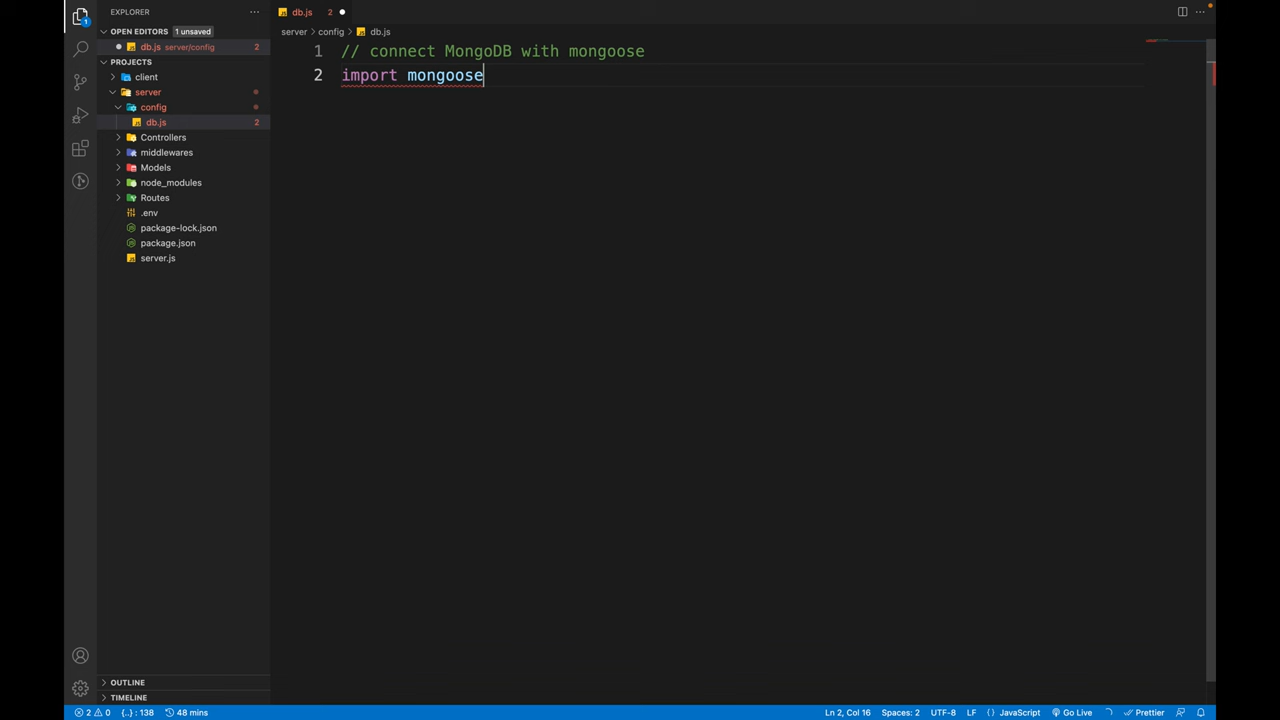 EXPLORER
db.js 2
OPEN EDITORS 1 unsaved
server config db.js
db.js server/config 2
1 // connect MongoDB with mongoose
PROJECTS
2 import mongoose
client
server
config
db.js 2
Controllers
middlewares
Models
node_modules
Routes
.env
package-lock.json
package.json
server.js
OUTLINE
TIMELINE
2 0 {..} : 138 48 mins Ln 2, Col 16 Spaces: 2 UTF-8 LF { } JavaScript Go Live Prettier